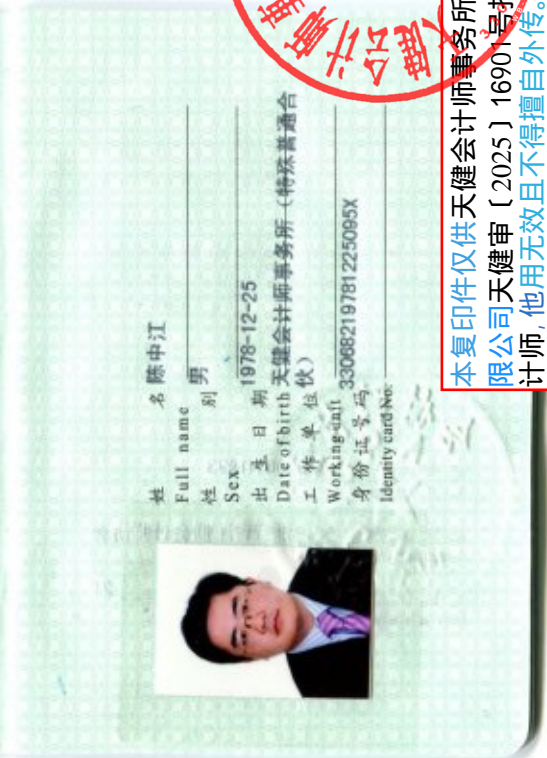 姓 名 陈中江
Full name
性 别 男
Sex
出 生 日 期 1978-12-25
Date of birth
工 作 单 位 天健会计师事务所（特殊普通合
伙）
Working unit
身 份 证 号 码 33068219781225095X
Identity card No.
本复印件仅供天健会计师事务所
限公司天健审〔2025〕16901号
计师，他用无效且不得擅自外传。